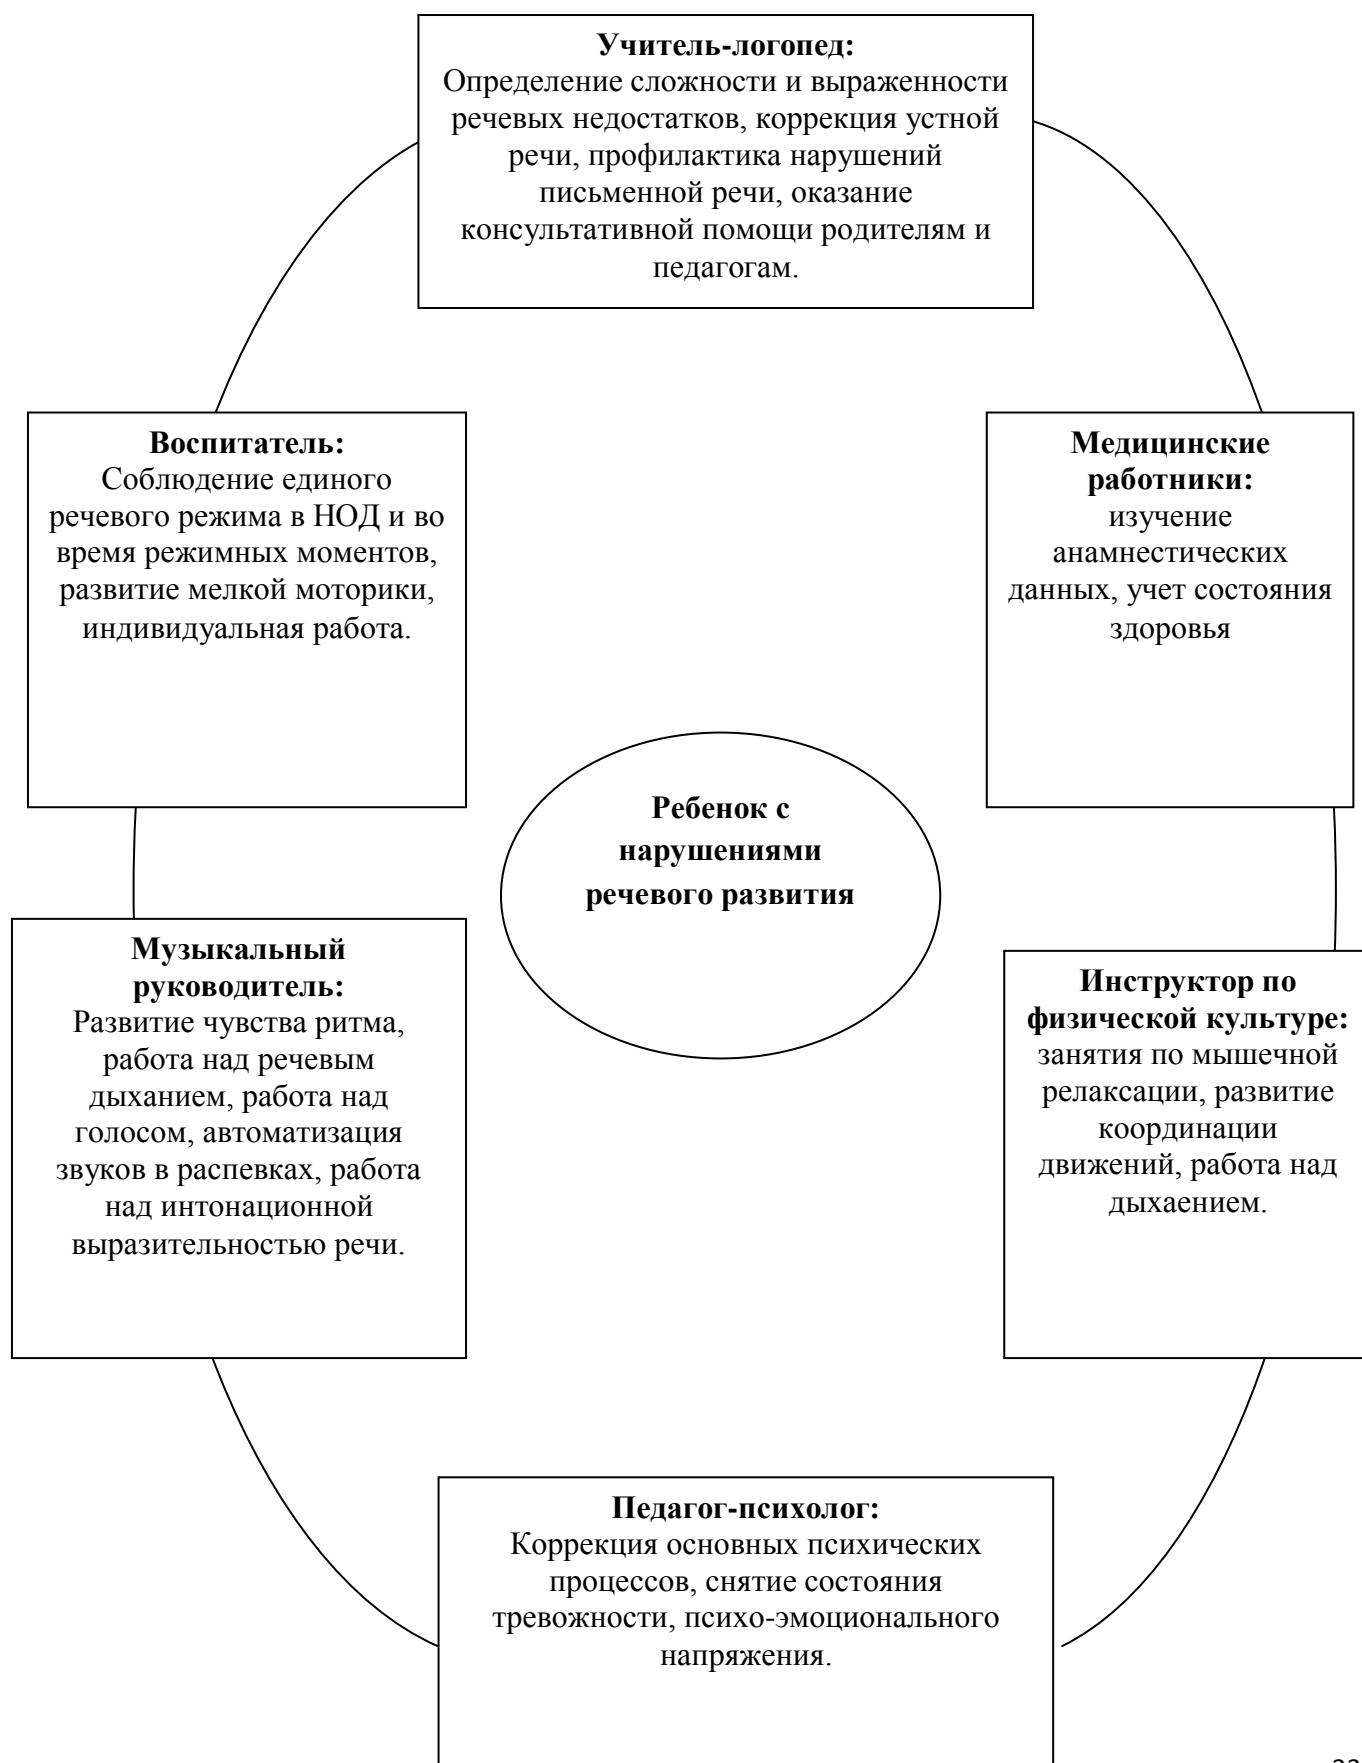 Учитель-логопед:
Определение сложности и выраженности
речевых недостатков, коррекция устной
речи, профилактика нарушений
письменной речи, оказание
консультативной помощи родителям и
педагогам.
Воспитатель:
Соблюдение единого
речевого режима в НОД и во
время режимных моментов,
развитие мелкой моторики,
индивидуальная работа.
Медицинские
работники:
изучение
анамнестических
данных, учет состояния
здоровья
Ребенок с
нарушениями
речевого развития
Музыкальный
руководитель:
Развитие чувства ритма,
работа над речевым
дыханием, работа над
голосом, автоматизация
звуков в распевках, работа
над интонационной
выразительностью речи.
Инструктор по
физической культуре:
занятия по мышечной
релаксации, развитие
координации
движений, работа над
дыхаением.
Педагог-психолог:
Коррекция основных психических
процессов, снятие состояния
тревожности, психо-эмоционального
напряжения.